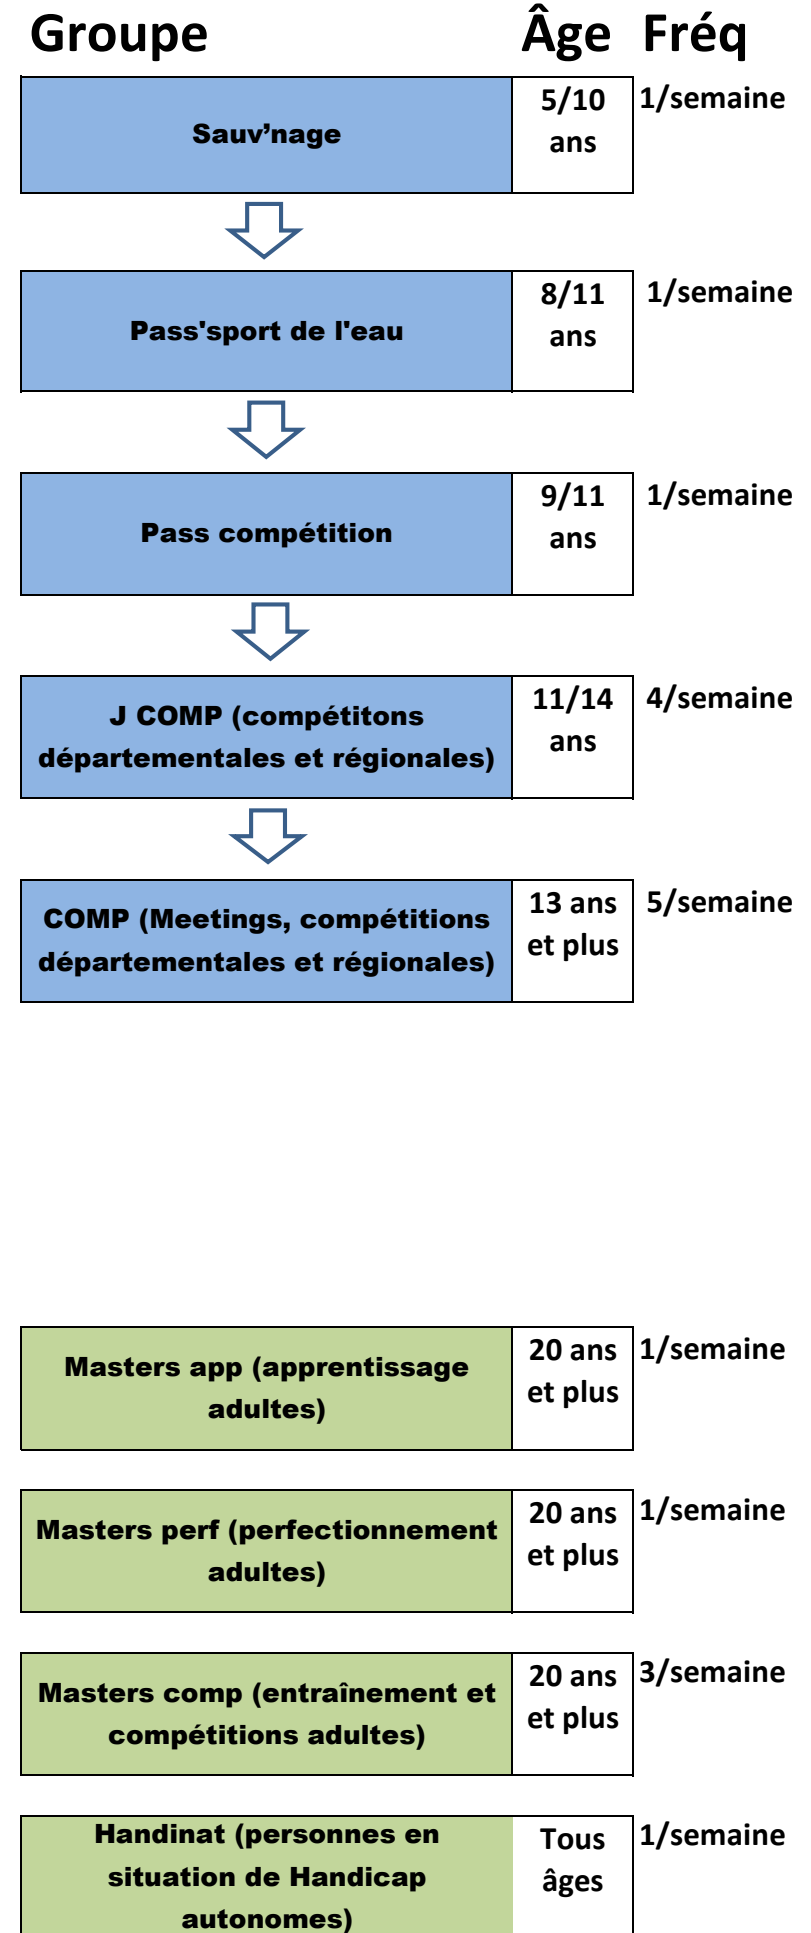 Groupe Âge Fréq
Sauv’nage
5/10
ans
1/semaine
Pass'sport de l'eau
8/11
ans
1/semaine
Pass compétition
9/11
ans
1/semaine
J COMP (compétitons
départementales et régionales)
11/14
ans
4/semaine
COMP (Meetings, compétitions
départementales et régionales)
13 ans
et plus
5/semaine
Masters app (apprentissage
adultes)
20 ans
et plus
1/semaine
Masters perf (perfectionnement
adultes)
20 ans
et plus
1/semaine
Masters comp (entraînement et
compétitions adultes)
20 ans
et plus
3/semaine
Handinat (personnes en
situation de Handicap
autonomes)
Tous
âges
1/semaine